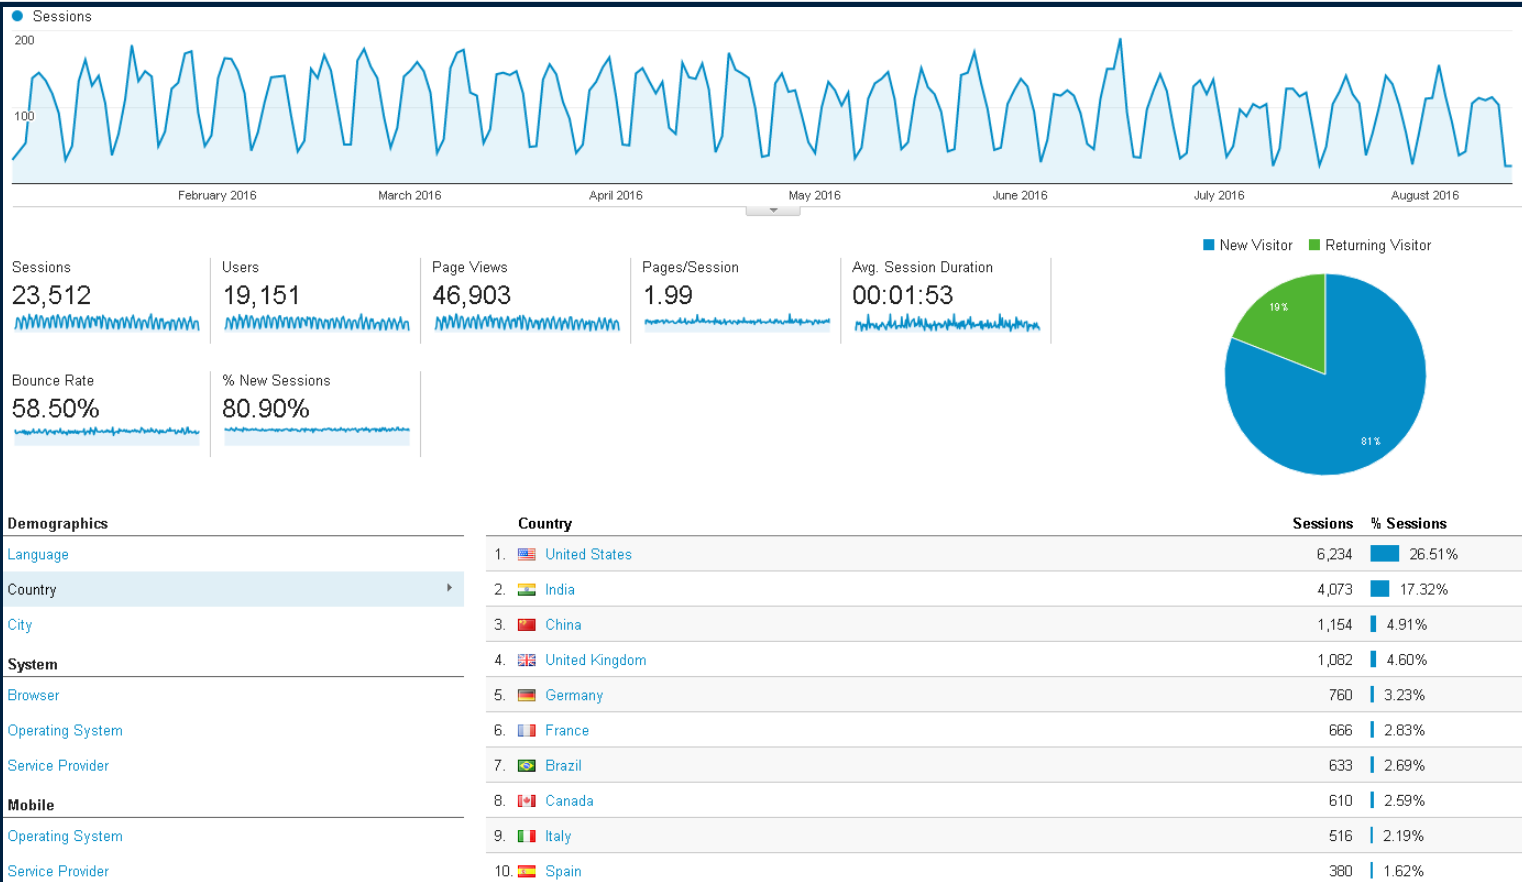 Sessions
200
100
February 2016 March 2016 April 2016 May 2016 June 2016 July 2016 August 2016
New Visitor Returning Visitor
Sessions Users Page Views Pages/Session Avg. Session Duration
23,512 19,151 46,903 1.99 00:01:53
19%
Bounce Rate % New Sessions
58.50% 80.90%
81%
Demographics
Language
Country
City
System
Browser
Operating System
Service Provider
Mobile
Operating System
Service Provider
Country Sessions % Sessions
1. United States 6,234 26.51%
2. India 4,073 17.32%
3. China 1,154 4.91%
4. United Kingdom 1,082 4.60%
5. Germany 760 3.23%
6. France 666 2.83%
7. Brazil 633 2.69%
8. Canada 610 2.59%
9. Italy 516 2.19%
10. Spain 380 1.62%